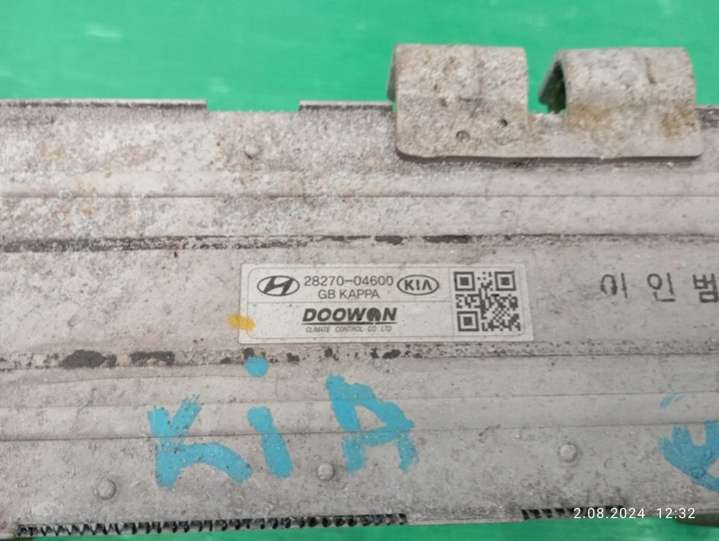 28270-04600 KIA
GB KAPPA
DOOWON
CLIMATE CONTROL CO LTD
이인범
KiA
2.08.2024 12:32